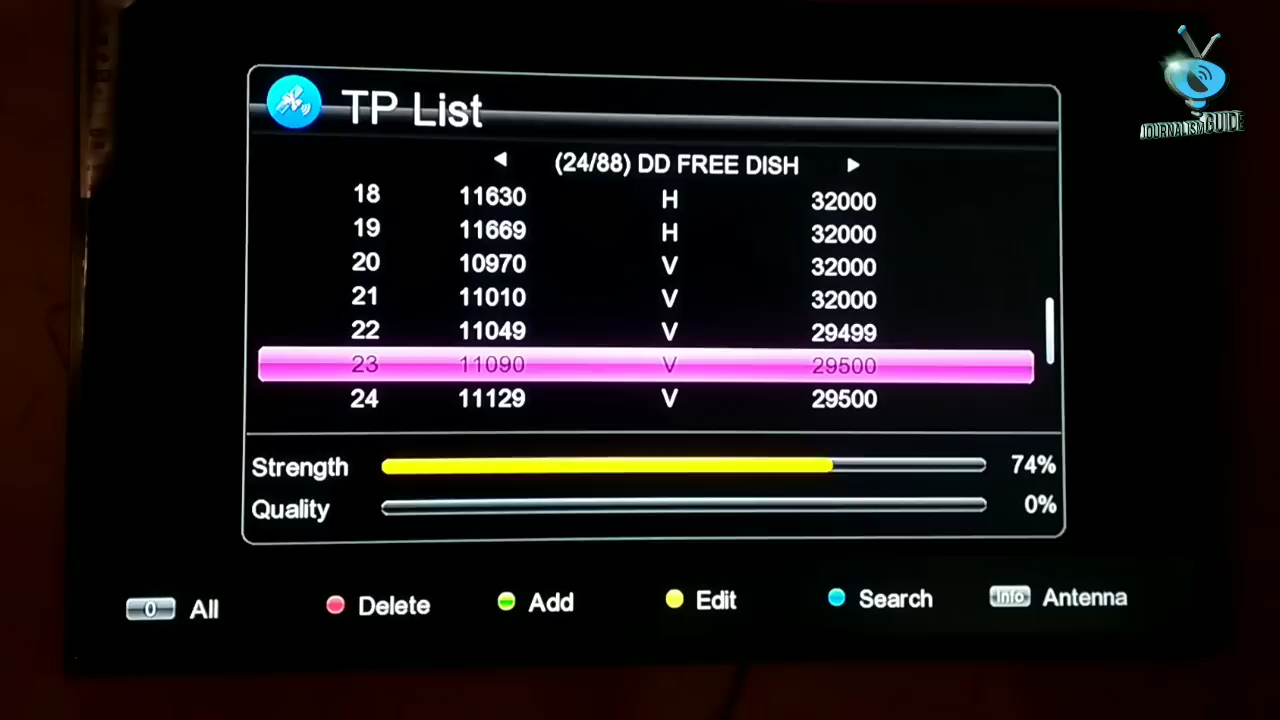 JOURNALISM GUIDE
TP List
(24/88) DD FREE DISH
18 11630 H 32000
19 11669 H 32000
20 10970 V 32000
21 11010 V 32000
22 11049 V 29499
23 11090 V 29500
24 11129 V 29500
Strength 74%
Quality 0%
0 All Delete Add Edit Search Info Antenna